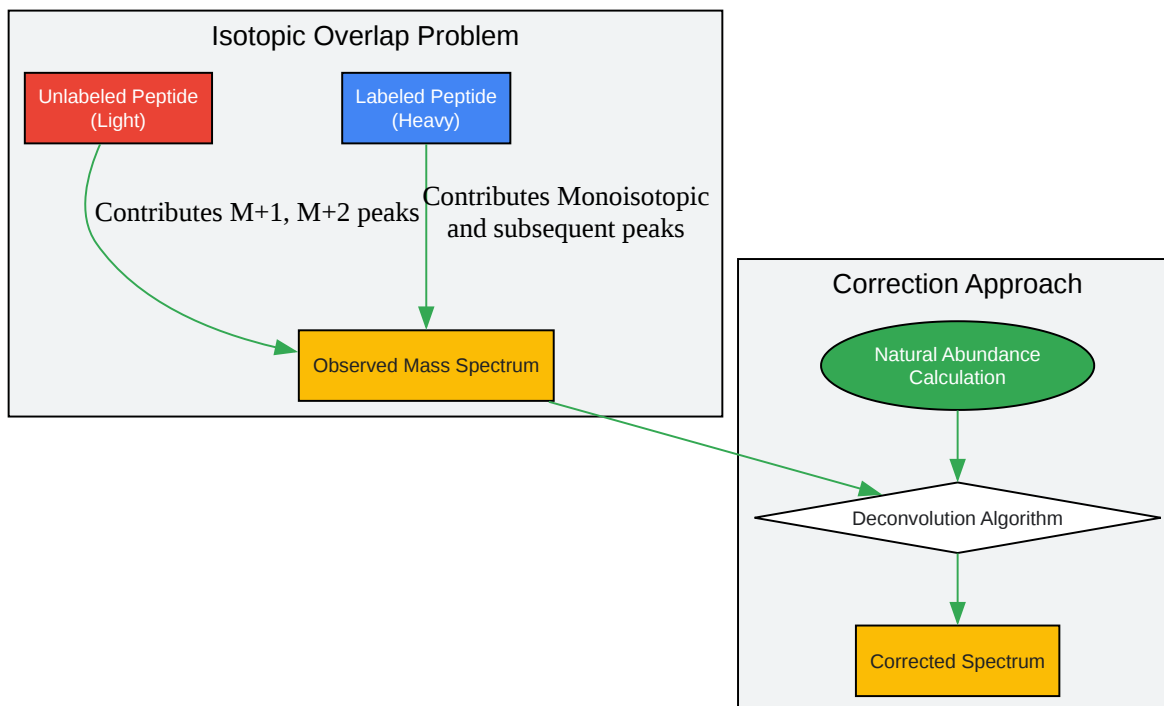 Isotopic Overlap Problem
Unlabeled Peptide
(Light)
Labeled Peptide
(Heavy)
Contributes M+1, M+2 peaks
Contributes Monoisotopic
and subsequent peaks
Observed Mass Spectrum
Correction Approach
Natural Abundance
Calculation
Deconvolution Algorithm
Corrected Spectrum